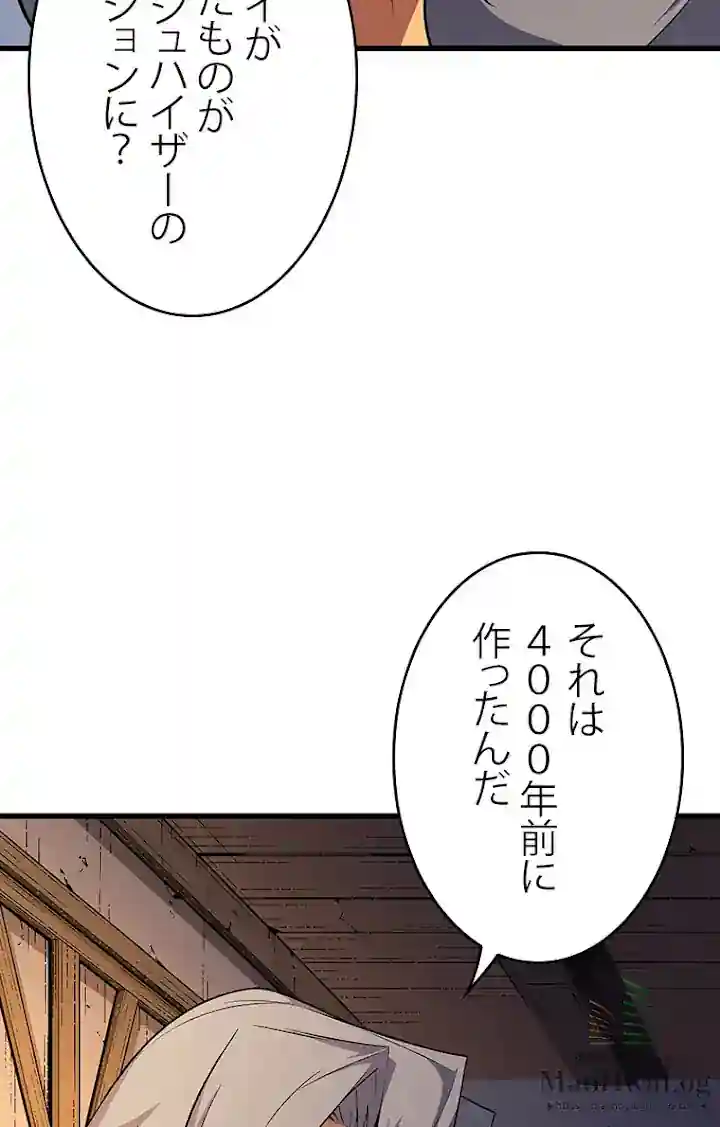 イが
たものが
シュハイザーの
ションに？
それは
4000年前に
作ったんだ